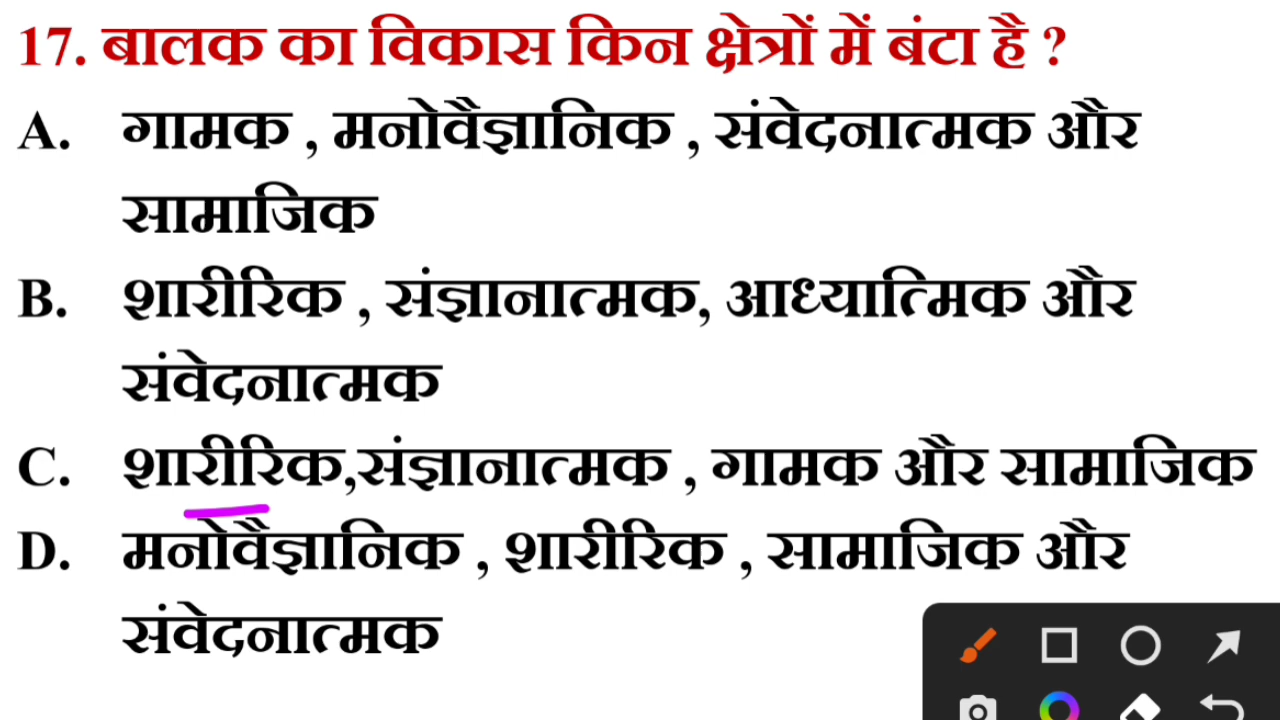 17. बालक का विकास किन क्षेत्रों में बंटा है ?
A. गामक , मनोवैज्ञानिक , संवेदनात्मक और
सामाजिक
B. शारीरिक , संज्ञानात्मक, आध्यात्मिक और
संवेदनात्मक
C. शारीरिक,संज्ञानात्मक , गामक और सामाजिक
D. मनोवैज्ञानिक , शारीरिक , सामाजिक और
संवेदनात्मक